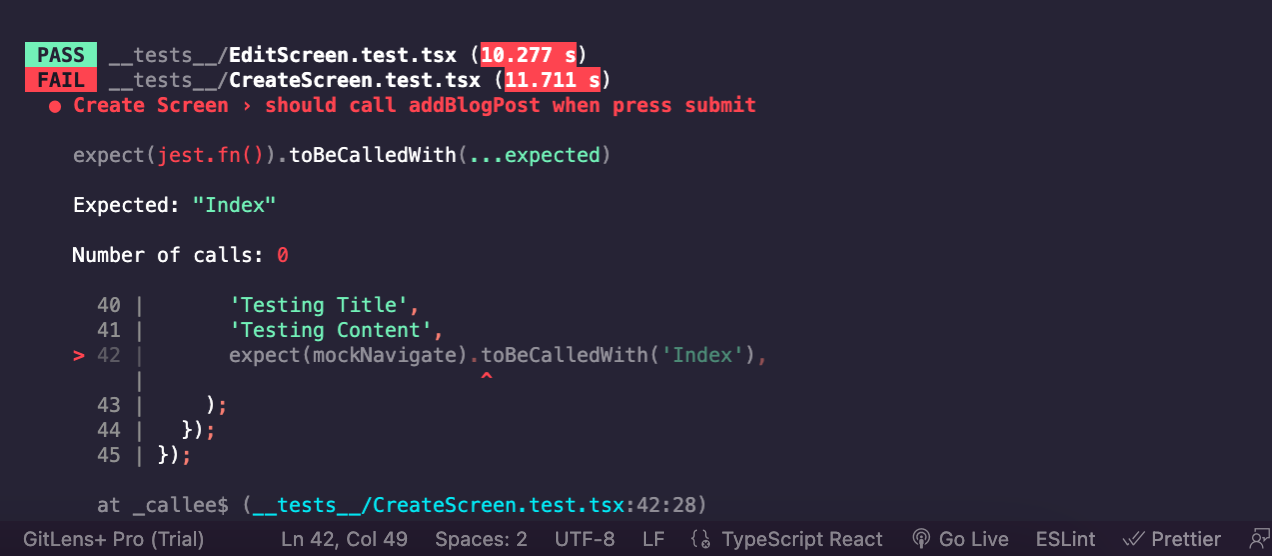 PASS __tests__/EditScreen.test.tsx (10.277 s)
FAIL __tests__/CreateScreen.test.tsx (11.711 s)
● Create Screen › should call addBlogPost when press submit
expect(jest.fn()).toBeCalledWith(...expected)
Expected: "Index"
Number of calls: 0
40 |       'Testing Title',
41 |       'Testing Content',
> 42 |       expect(mockNavigate).toBeCalledWith('Index'),
|                            ^
43 |     );
44 |   });
45 | });
at _callee$ (__tests__/CreateScreen.test.tsx:42:28)
GitLens+ Pro (Trial) Ln 42, Col 49 Spaces: 2 UTF-8 LF {} TypeScript React Go Live ESLint Prettier